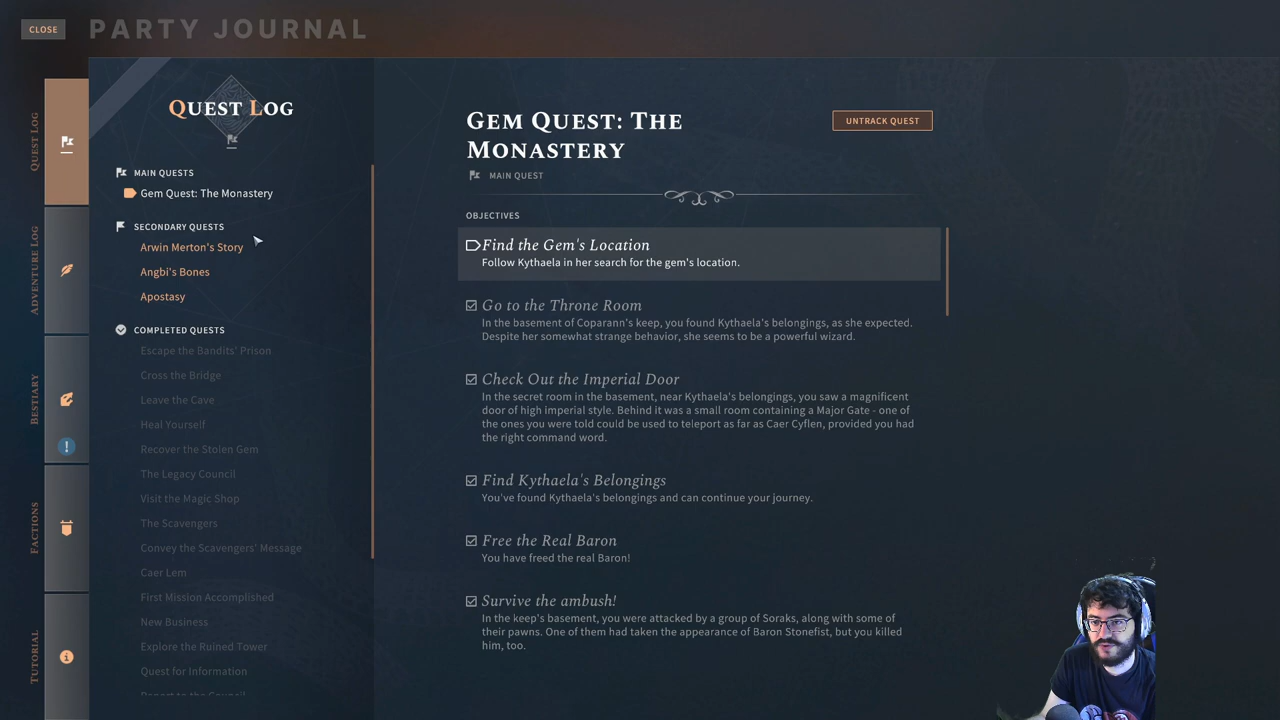 CLOSE
PARTY JOURNAL
QUEST LOG
ADVENTURE LOG
BESTIARY
FACTIONS
TUTORIAL
QUEST LOG
MAIN QUESTS
Gem Quest: The Monastery
SECONDARY QUESTS
Arwin Merton's Story
Angbi's Bones
Apostasy
COMPLETED QUESTS
Escape the Bandits' Prison
Cross the Bridge
Leave the Cave
Heal Yourself
Recover the Stolen Gem
The Legacy Council
Visit the Magic Shop
The Scavengers
Convey the Scavengers' Message
Caer Lem
First Mission Accomplished
New Business
Explore the Ruined Tower
Quest for Information
Report to the Council
GEM QUEST: THE
MONASTERY
UNTRACK QUEST
MAIN QUEST
OBJECTIVES
Find the Gem's Location
Follow Kythaela in her search for the gem's location.
Go to the Throne Room
In the basement of Coparann's keep, you found Kythaela's belongings, as she expected.
Despite her somewhat strange behavior, she seems to be a powerful wizard.
Check Out the Imperial Door
In the secret room in the basement, near Kythaela's belongings, you saw a magnificent
door of high imperial style. Behind it was a small room containing a Major Gate - one of
the ones you were told could be used to teleport as far as Caer Cyflen, provided you had
the right command word.
Find Kythaela's Belongings
You've found Kythaela's belongings and can continue your journey.
Free the Real Baron
You have freed the real Baron!
Survive the ambush!
In the keep's basement, you were attacked by a group of Soraks, along with some of
their pawns. One of them had taken the appearance of Baron Stonefist, but you killed
him, too.